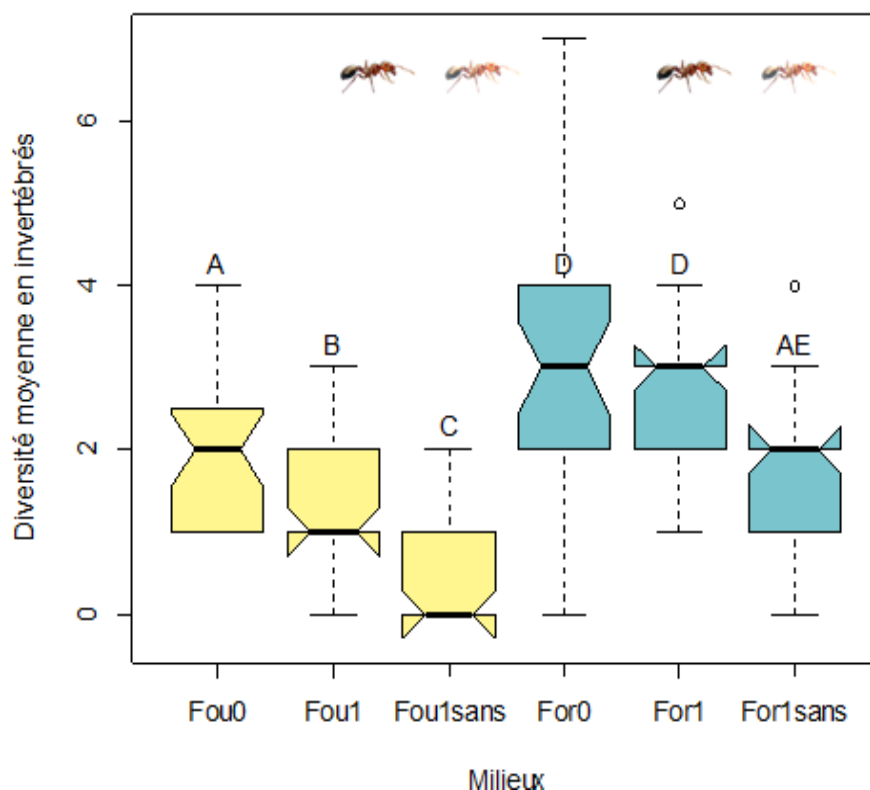 Diversité moyenne en invertébrés
6
4
2
0
A
B
C
D
D
AE
Fou0 Fou1 Fou1sans For0 For1 For1sans
Milieux